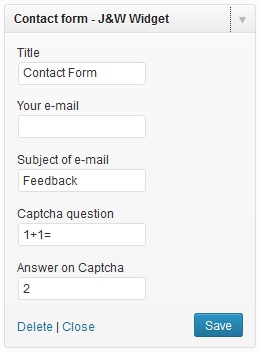 Contact form - J&W Widget
Title
Contact Form
Your e-mail
Subject of e-mail
Feedback
Captcha question
1+1=
Answer on Captcha
2
Delete | Close
Save